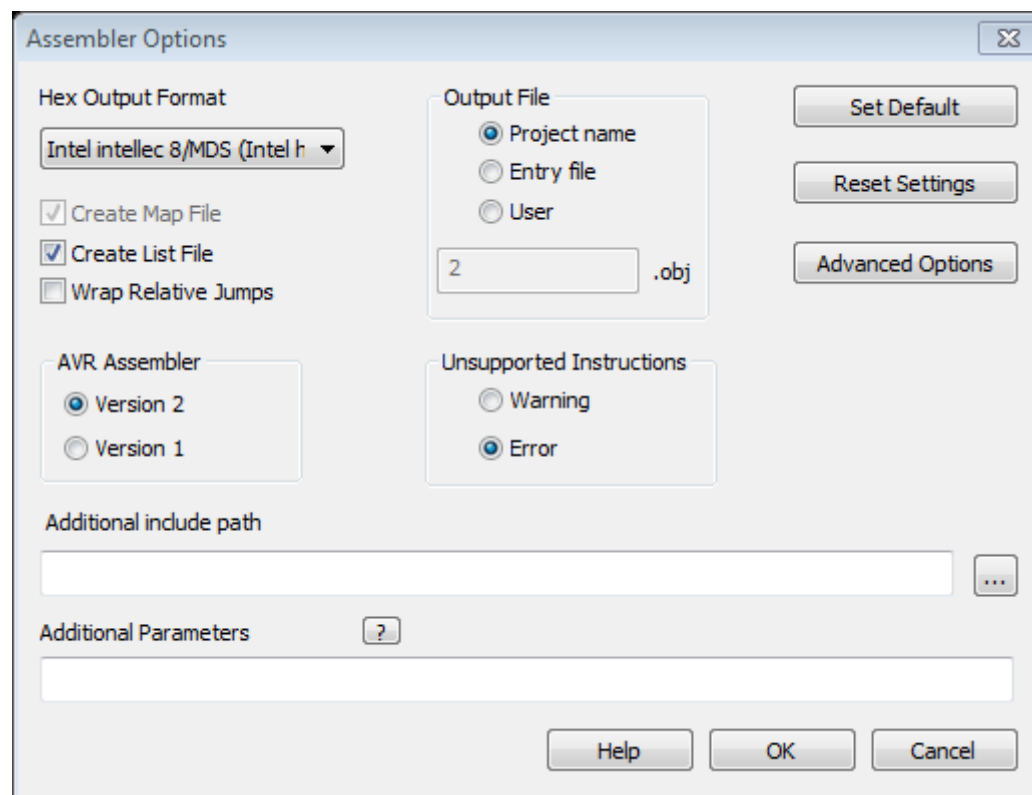 Assembler Options
Hex Output Format
Intel intellec 8/MDS (Intel h
Create Map File
Create List File
Wrap Relative Jumps
Output File
Project name
Entry file
User
2
.obj
Set Default
Reset Settings
Advanced Options
AVR Assembler
Version 2
Version 1
Unsupported Instructions
Warning
Error
Additional include path
...
Additional Parameters
?
Help
OK
Cancel